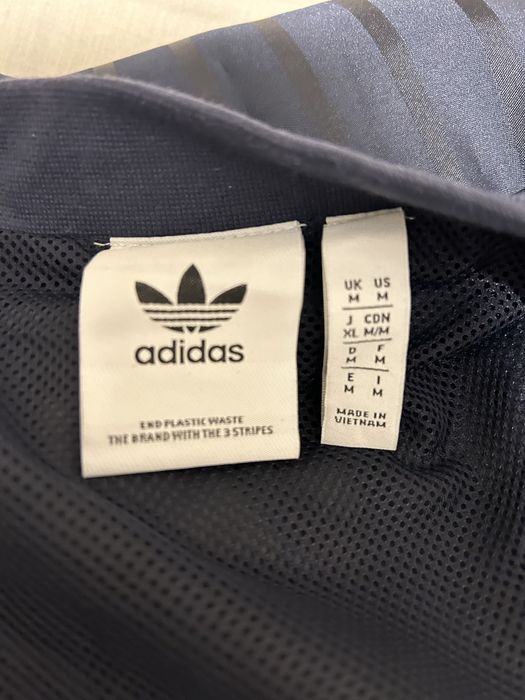 adidas
END PLASTIC WASTE
THE BRAND WITH THE 3 STRIPES
UK US
M M
J CDN
XL M/M
D F
M M
E I
M M
MADE IN
VIETNAM